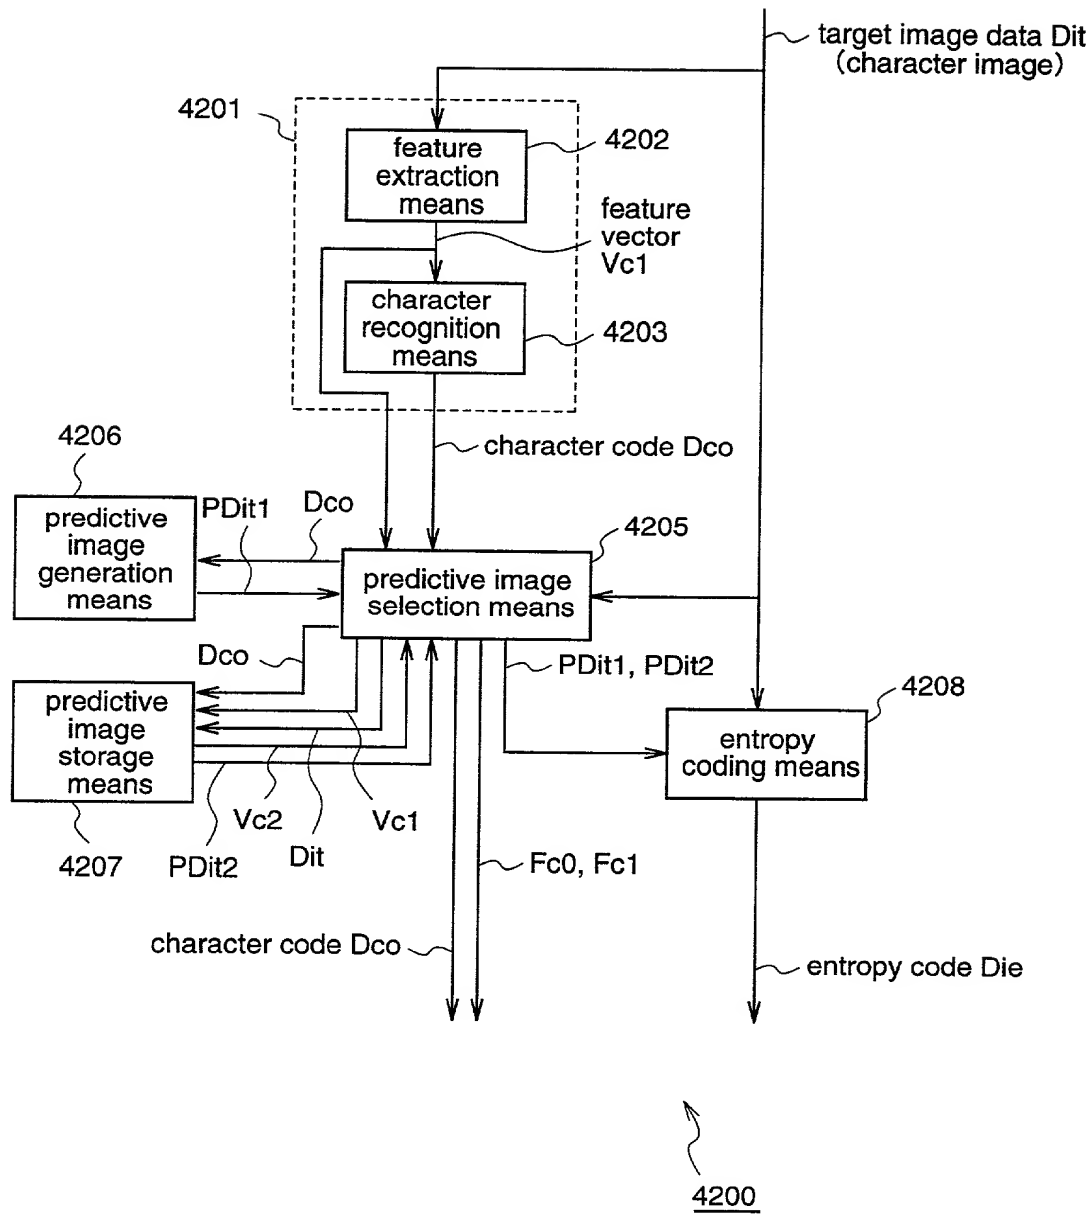 target image data Dit
(character image)
4201
feature
extraction
means
4202
feature
vector
Vc1
character
recognition
means
4203
character code Dco
4206
predictive
image
generation
means
PDit1
Dco
4205
predictive image
selection means
Dco
PDit1, PDit2
4208
predictive
image
storage
means
entropy
coding means
4207
PDit2
Vc2
Dit
Vc1
Fc0, Fc1
character code Dco
entropy code Die
4200